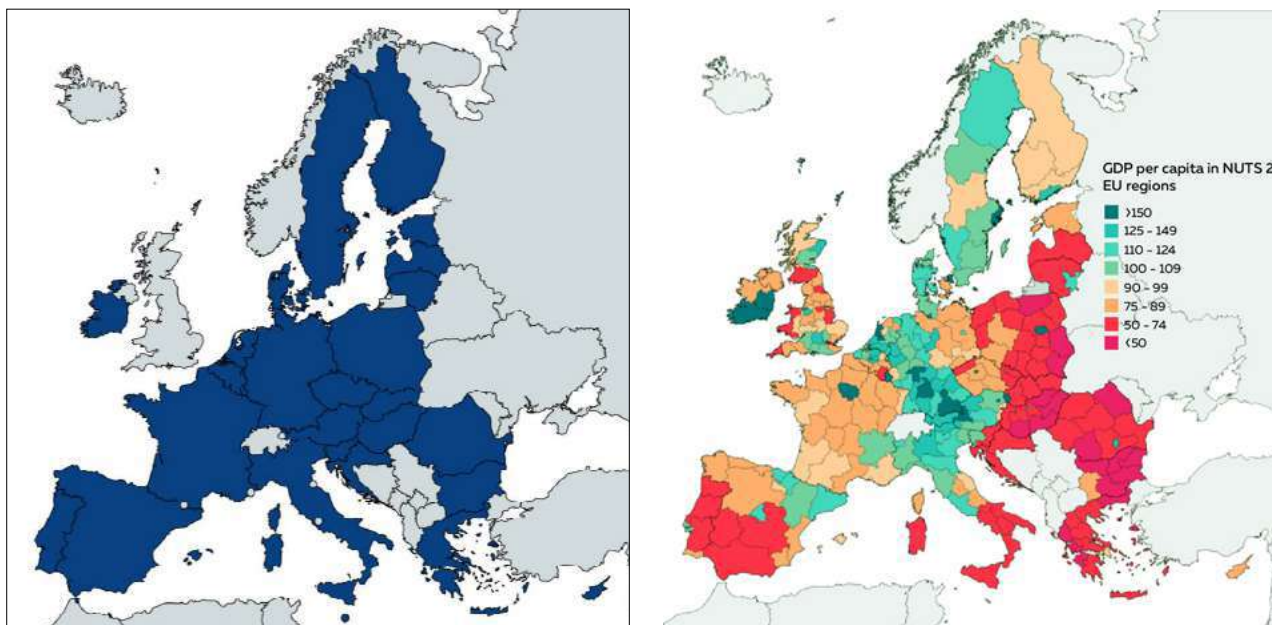 GDP per capita in NUTS 2
EU regions
>150
125 - 149
110 - 124
100 - 109
90 - 99
75 - 89
50 - 74
<50